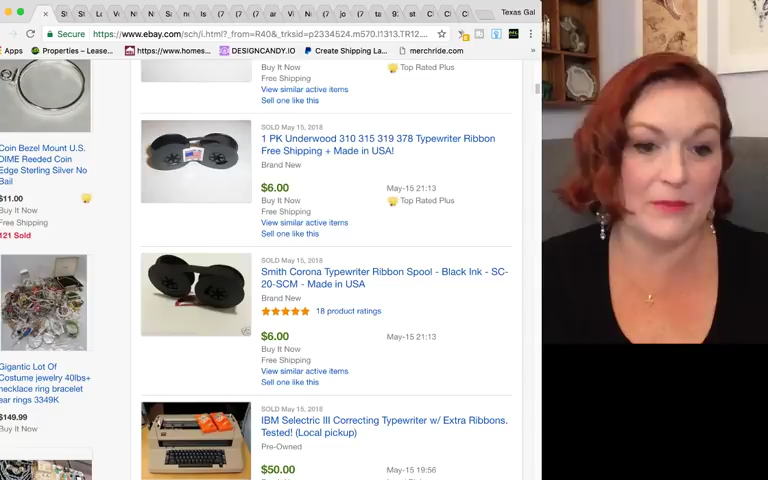 Texas Gal
Secure
https://www.ebay.com/sch/i.html?_from=R40&_trksid=p2334524.m570.l1313.TR12....
Apps
Properties – Lease...
https://www.homes...
DESIGNCANDY.IO
Create Shipping La...
merchride.com
»
Coin Bezel Mount U.S.
DIME Reeded Coin
Edge Sterling Silver No
Bail
$11.00
Buy It Now
Free Shipping
121 Sold
Gigantic Lot Of
Costume jewelry 40lbs+
necklace ring bracelet
ear rings 3349K
$149.99
Buy It Now
Buy It Now
Top Rated Plus
Free Shipping
View similar active items
Sell one like this
SOLD May 15, 2018
1 PK Underwood 310 315 319 378 Typewriter Ribbon
Free Shipping + Made in USA!
Brand New
$6.00
May-15 21:13
Buy It Now
Top Rated Plus
Free Shipping
View similar active items
Sell one like this
SOLD May 15, 2018
Smith Corona Typewriter Ribbon Spool - Black Ink - SC-
20-SCM - Made in USA
Brand New
18 product ratings
$6.00
May-15 21:13
Buy It Now
Free Shipping
View similar active items
Sell one like this
SOLD May 15, 2018
IBM Selectric III Correcting Typewriter w/ Extra Ribbons.
Tested! (Local pickup)
Pre-Owned
$50.00
May-15 19:56